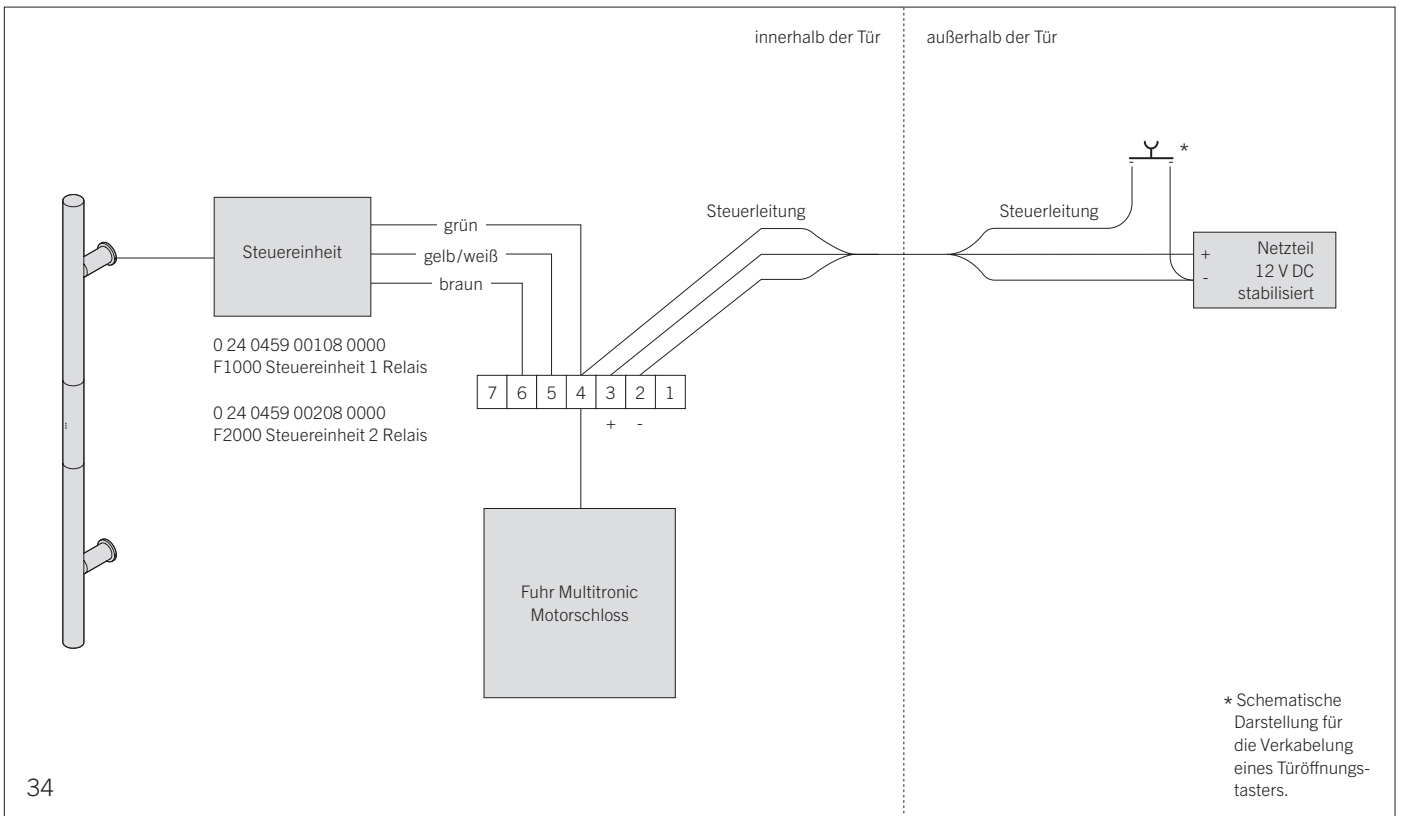 innerhalb der Tür
außerhalb der Tür
*
Steuereinheit
grün
gelb/weiß
braun
Steuerleitung
Steuerleitung
+
-
Netzteil
12 V DC
stabilisiert
0 24 0459 00108 0000
F1000 Steuereinheit 1 Relais
0 24 0459 00208 0000
F2000 Steuereinheit 2 Relais
7 6 5 4 3 2 1
+ -
Fuhr Multitronic
Motorschloss
* Schematische
Darstellung für
die Verkabelung
eines Türöffnungs-
tasters.
34